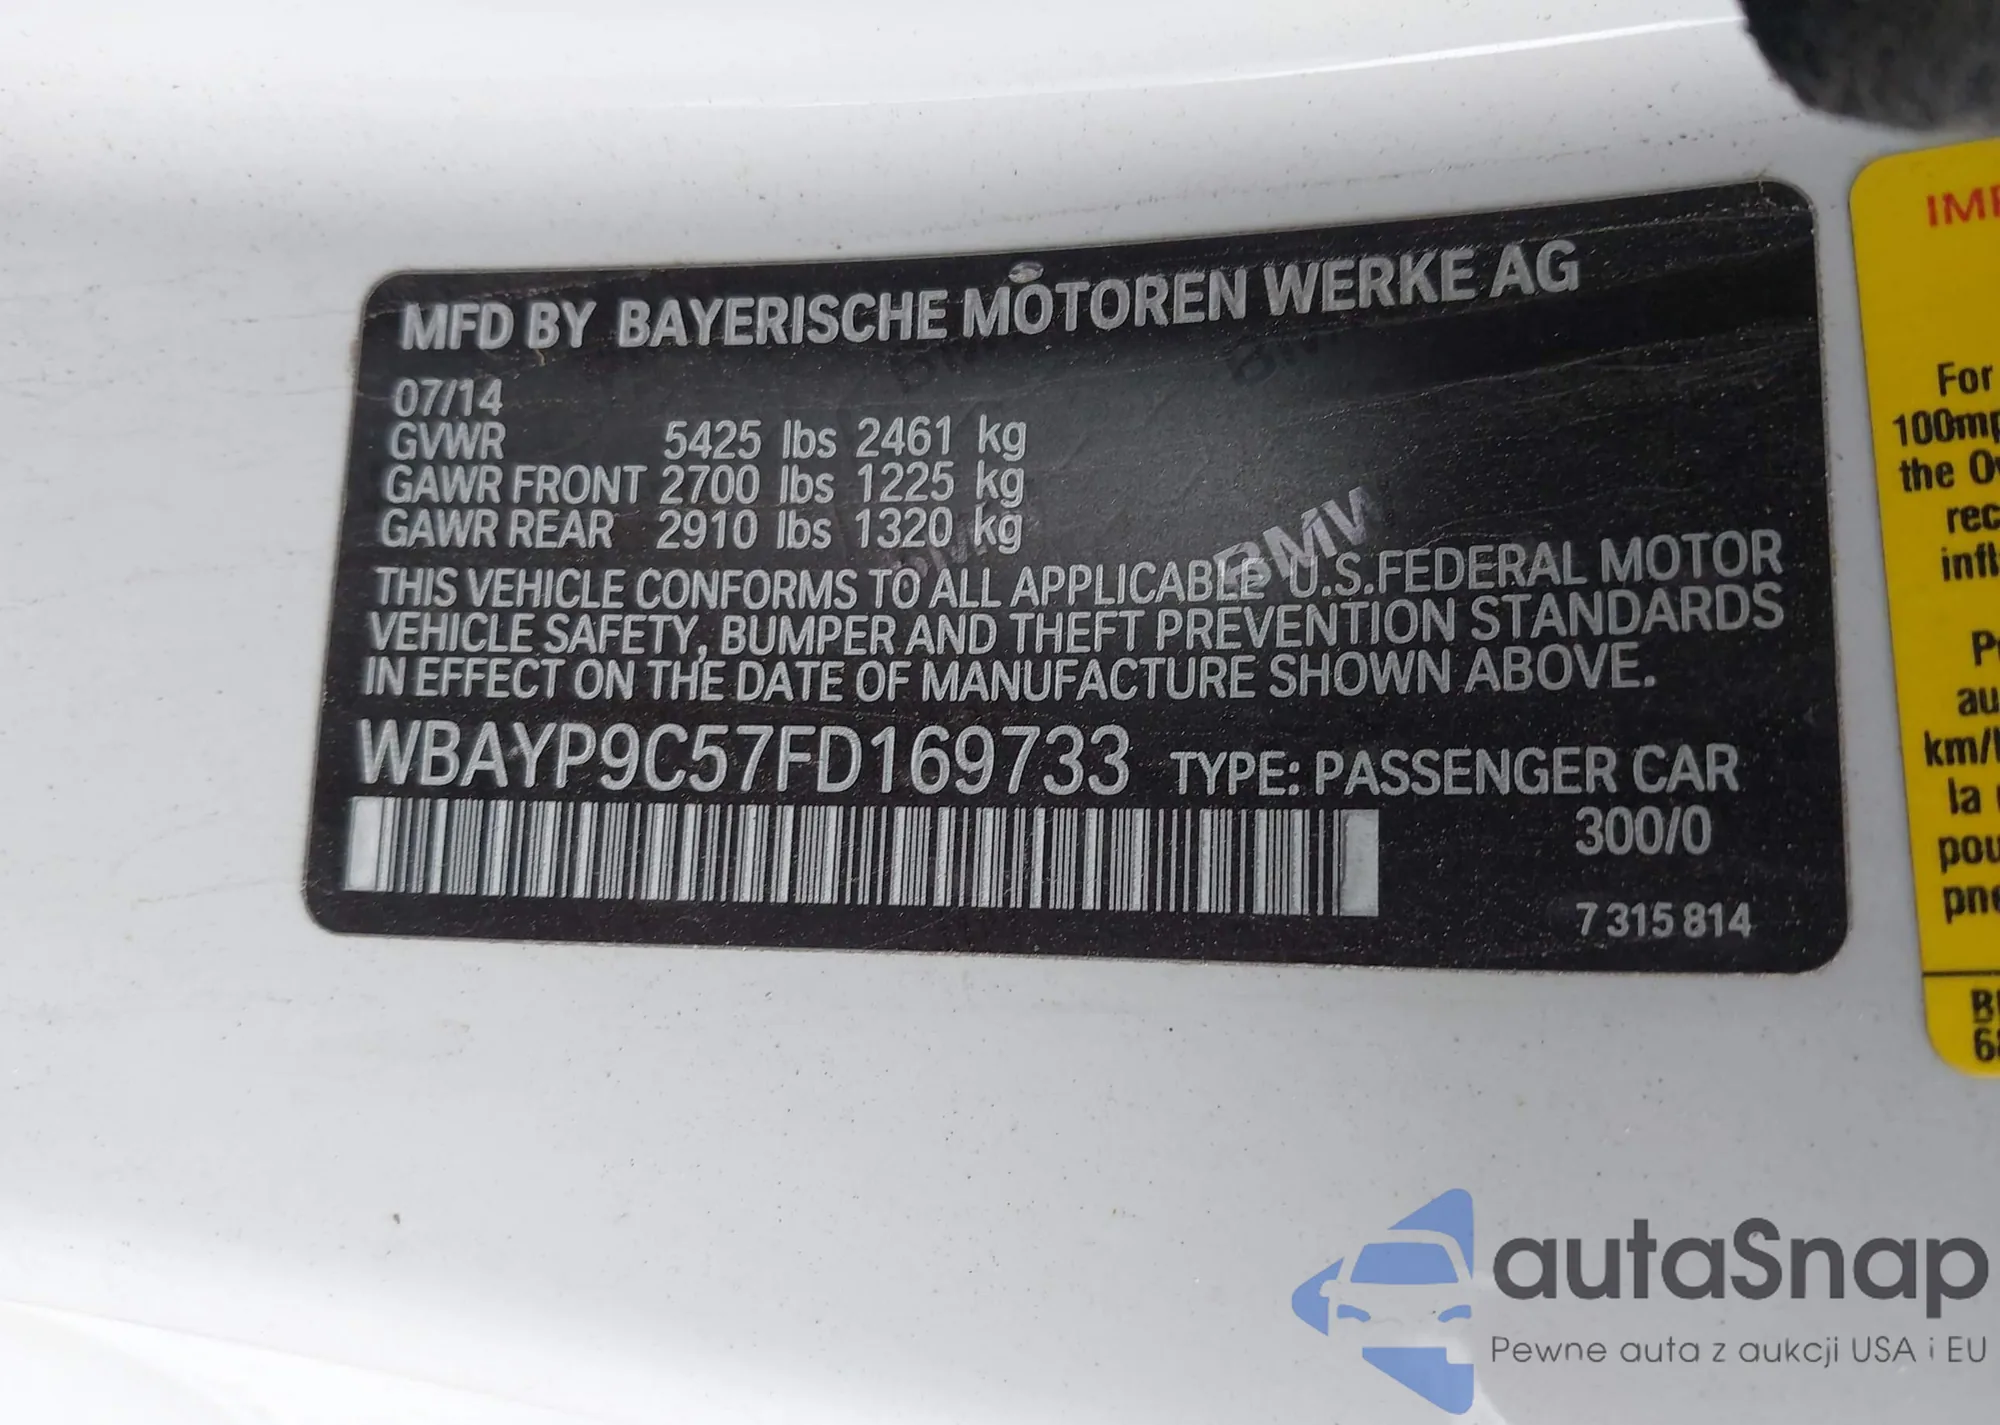 MFD BY BAYERISCHE MOTOREN WERKE AG
07/14
GVWR 5425 lbs 2461 kg
GAWR FRONT 2700 lbs 1225 kg
GAWR REAR 2910 lbs 1320 kg
BMW
THIS VEHICLE CONFORMS TO ALL APPLICABLE U.S.FEDERAL MOTOR
VEHICLE SAFETY, BUMPER AND THEFT PREVENTION STANDARDS
IN EFFECT ON THE DATE OF MANUFACTURE SHOWN ABOVE.
WBAYP9C57FD169733 TYPE: PASSENGER CAR
300/0
7 315 814
For
the
la
autaSnap
Pewne auta z aukcji USA i EU